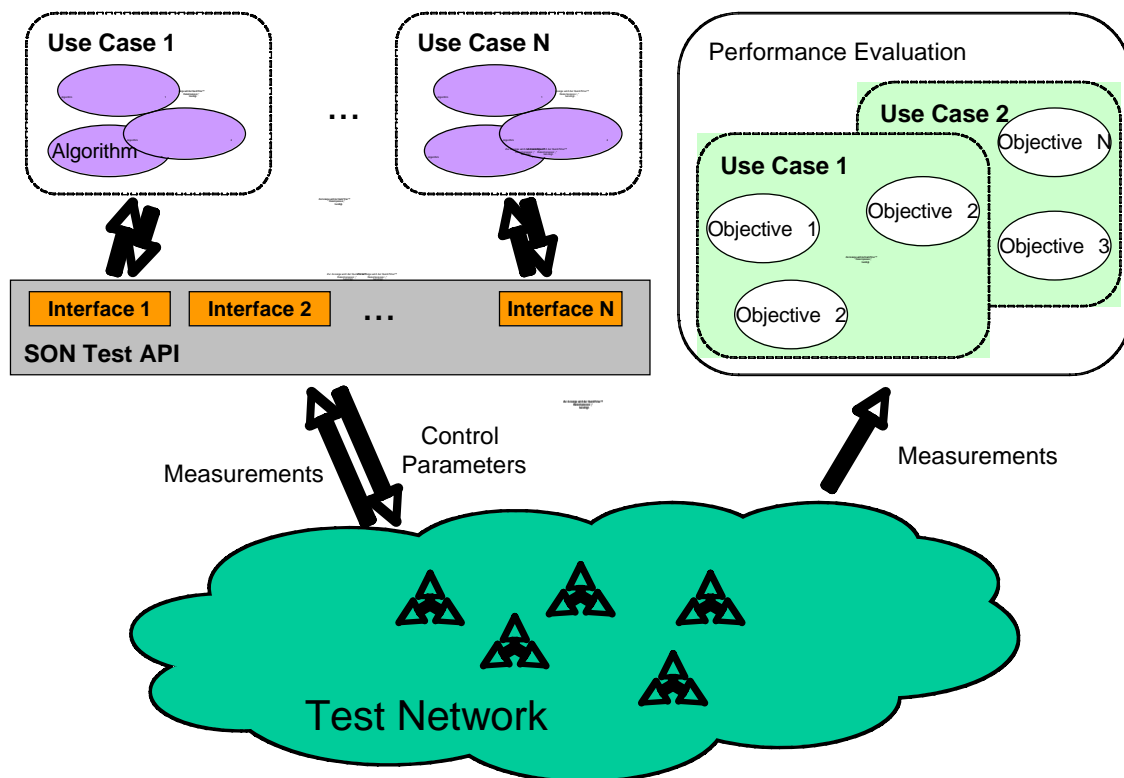 Use Case 1
Algorithm
...
Use Case N
Performance Evaluation
Use Case 2
Objective N
Use Case 1
Objective 1
Objective 2
Objective 3
Objective 2
Interface 1
Interface 2
...
Interface N
SON Test API
Measurements
Control
Parameters
Measurements
Test Network